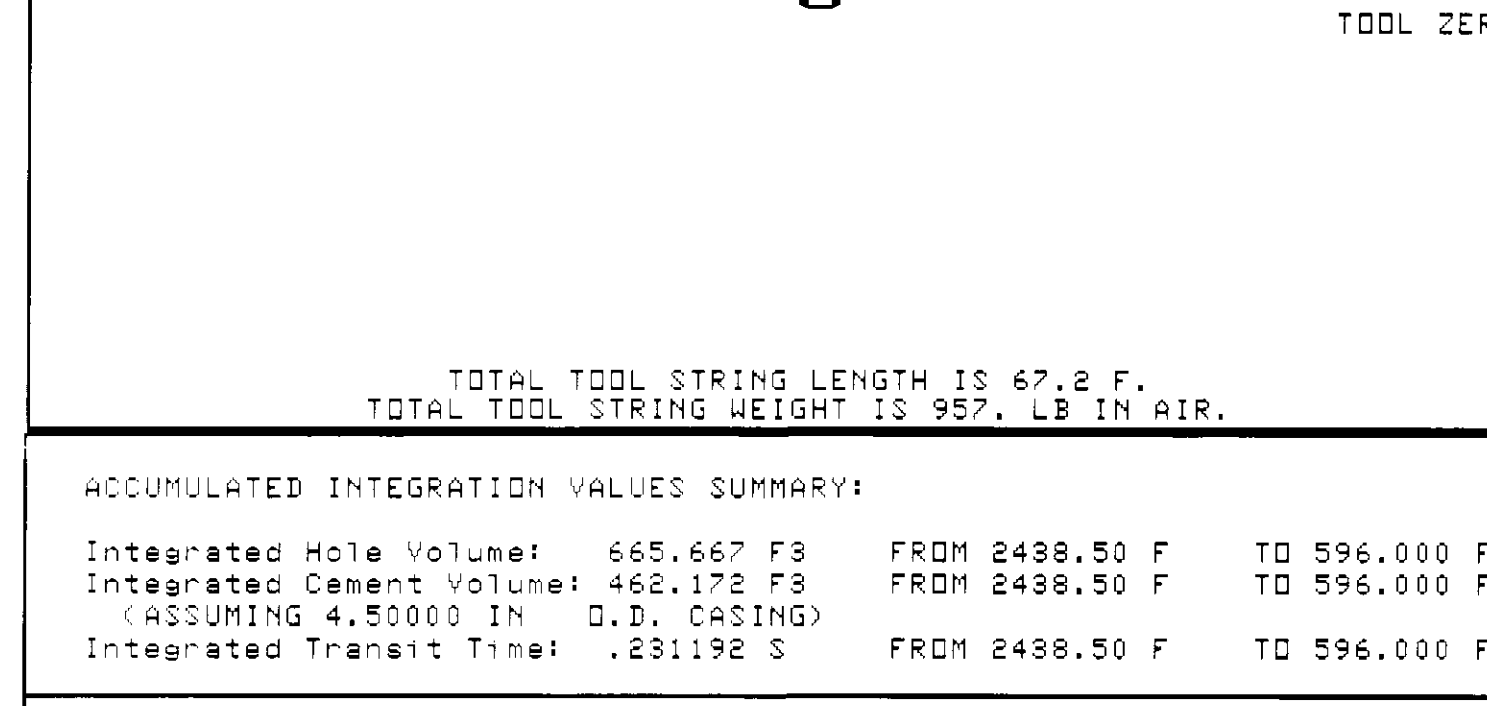 TOOL ZER
TOTAL TOOL STRING LENGTH IS 67.2 F.
TOTAL TOOL STRING WEIGHT IS 957. LB IN AIR.
ACCUMULATED INTEGRATION VALUES SUMMARY:
Integrated Hole Volume: 665.667 F3 FROM 2438.50 F TO 596.000 F
Integrated Cement Volume: 462.172 F3 FROM 2438.50 F TO 596.000 F
(ASSUMING 4.50000 IN O.D. CASING)
Integrated Transit Time: .231192 S FROM 2438.50 F TO 596.000 F